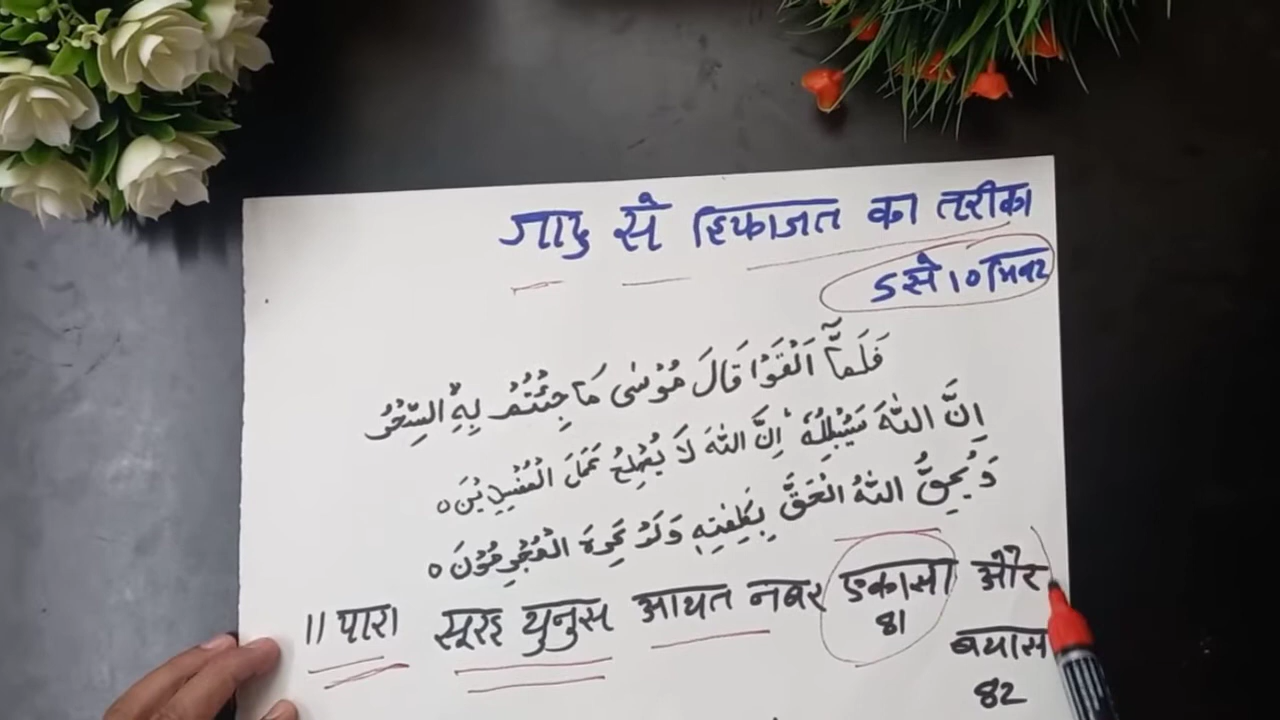 जादु से हिफाजत का तरीका
5 से 10 मिनट
فَلَمَّآ اَلْقَوْا قَالَ مُوْسٰى مَا جِئْتُمْ بِهِ السِّحْرُ
اِنَّ اللّٰهَ سَيُبْطِلُهٗ اِنَّ اللّٰهَ لَا يُصْلِحُ عَمَلَ الْمُفْسِدِيْنَ
وَ يُحِقُّ اللّٰهُ الْحَقَّ بِكَلِمٰتِهٖ وَلَوْ كَرِهَ الْمُجْرِمُوْنَ
11 पारा सूरह युनुस आयत नंबर इकासी और
81
बयासी
82